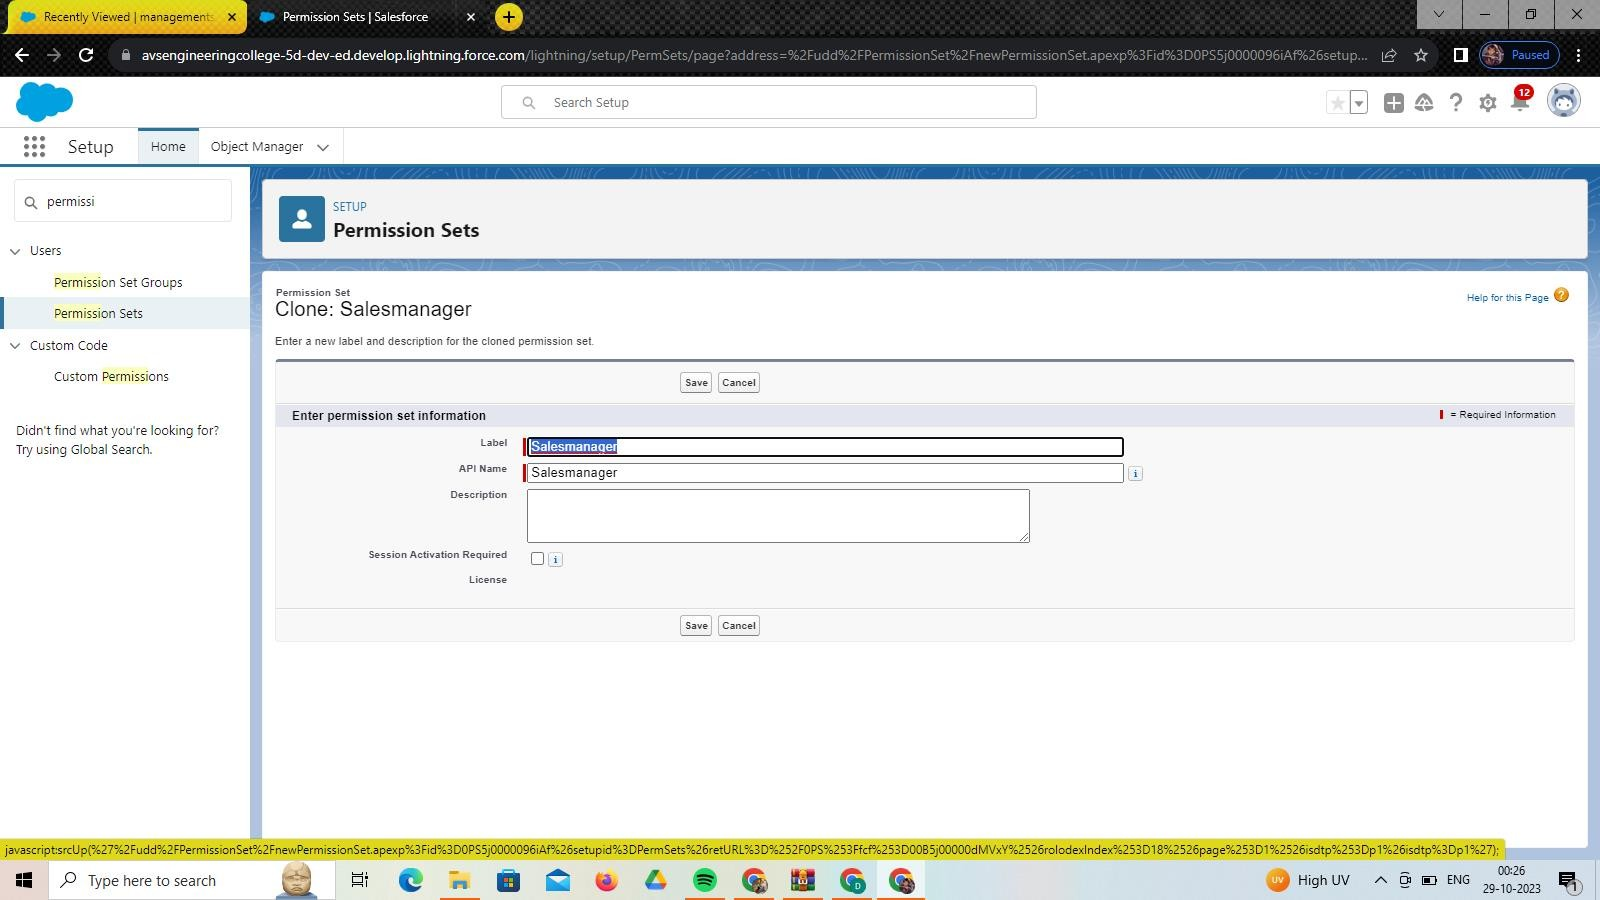 Recently Viewed | managements
Permission Sets | Salesforce
avsengineeringcollege-5d-dev-ed.develop.lightning.force.com/lightning/setup/PermSets/page?address=%2Fudd%2FPermissionSet%2FnewPermissionSet.apexp%3Fid%3D0PS5j0000096iAf%26setup...
Paused
Search Setup
12
Setup
Home
Object Manager
permissi
Users
Permission Set Groups
Permission Sets
Custom Code
Custom Permissions
Didn't find what you're looking for?
Try using Global Search.
SETUP
Permission Sets
Permission Set
Clone: Salesmanager
Help for this Page
Enter a new label and description for the cloned permission set.
Save Cancel
Enter permission set information
= Required Information
Label Salesmanager
API Name Salesmanager
Description
Session Activation Required
License
Save Cancel
javascript:srcUp(%27%2Fudd%2FPermissionSet%2FnewPermissionSet.apexp%3Fid%3D0PS5j0000096iAf%26setupid%3DPermSets%26retURL%3D%252F0PS%253Ffcf%253D00B5j00000dMVxY%2526rolodexIndex%253D18%2526page%253D1%2526isdtp%253Dp1%26isdtp%3Dp1%27);
Type here to search
UV
High UV
ENG
00:26
29-10-2023
1